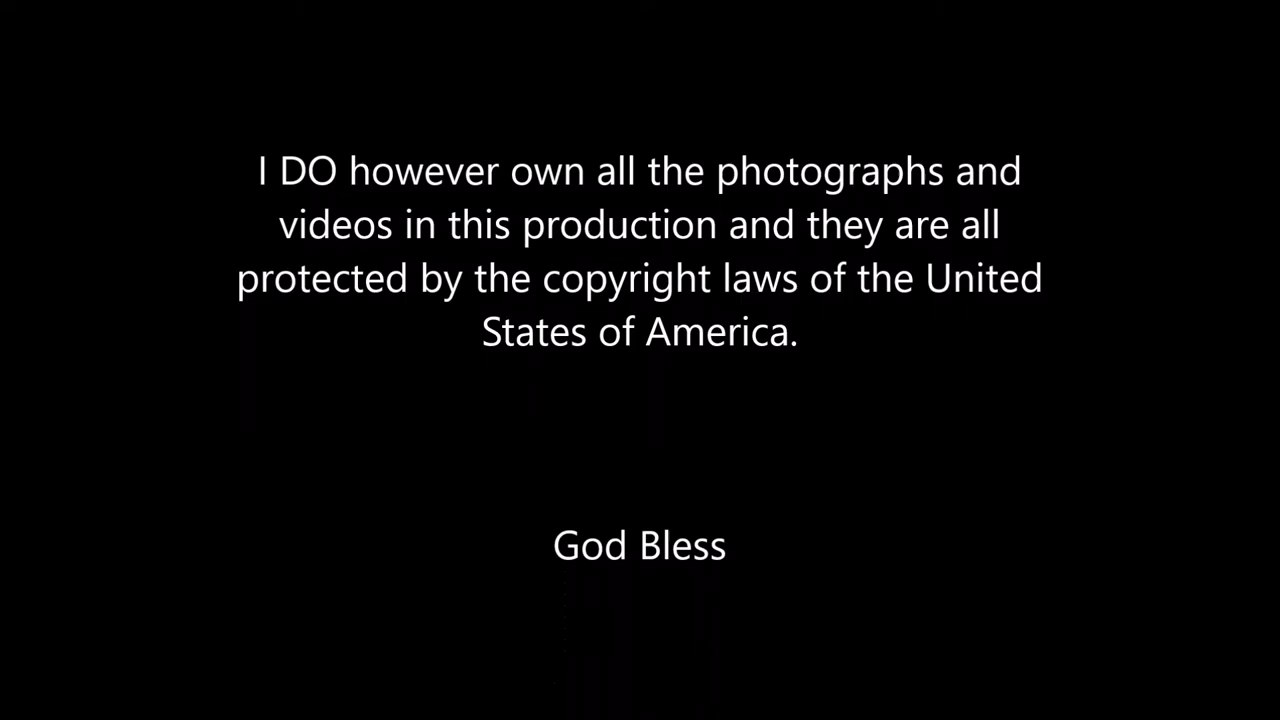 I DO however own all the photographs and
videos in this production and they are all
protected by the copyright laws of the United
States of America.
God Bless